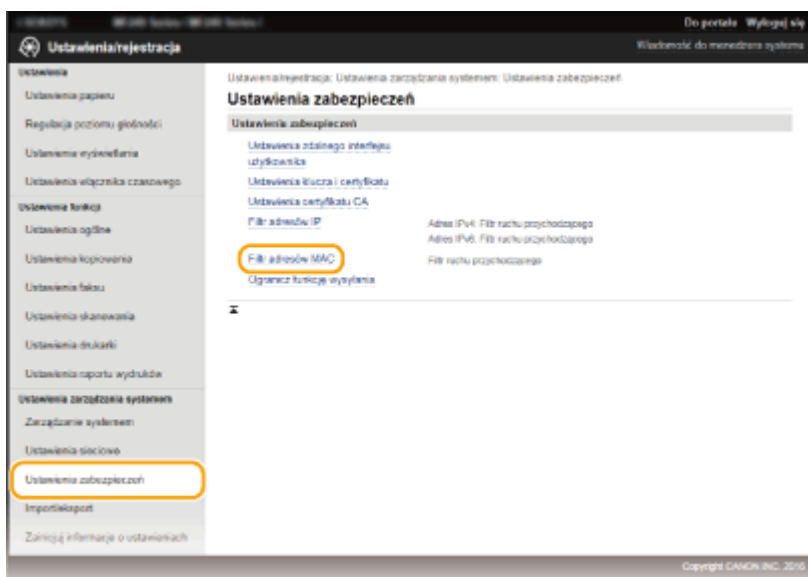 Do portalu Wyloguj się
Ustawienia/rejestracja
Wiadomość do menedżera systemu
Ustawienia
Ustawienia papieru
Regulacja poziomu głośności
Ustawienia wyświetlania
Ustawienia włącznika czasowego
Ustawienia funkcji
Ustawienia ogólne
Ustawienia kopiowania
Ustawienia faksu
Ustawienia skanowania
Ustawienia drukarki
Ustawienia raportu wydruków
Ustawienia zarządzania systemem
Zarządzanie systemem
Ustawienia sieciowe
Ustawienia zabezpieczeń
Import/eksport
Zainicjuj informacje o ustawieniach
Ustawienia/rejestracja: Ustawienia zarządzania systemem: Ustawienia zabezpieczeń
Ustawienia zabezpieczeń
Ustawienia zabezpieczeń
Ustawienia zdalnego interfejsu
użytkownika
Ustawienia klucza i certyfikatu
Ustawienia certyfikatu CA
Filtr adresów IP
Adres IPv4: Filtr ruchu przychodzącego
Adres IPv6: Filtr ruchu przychodzącego
Filtr adresów MAC
Filtr ruchu przychodzącego
Ogranicz funkcję wysyłania
Copyright CANON INC. 2016